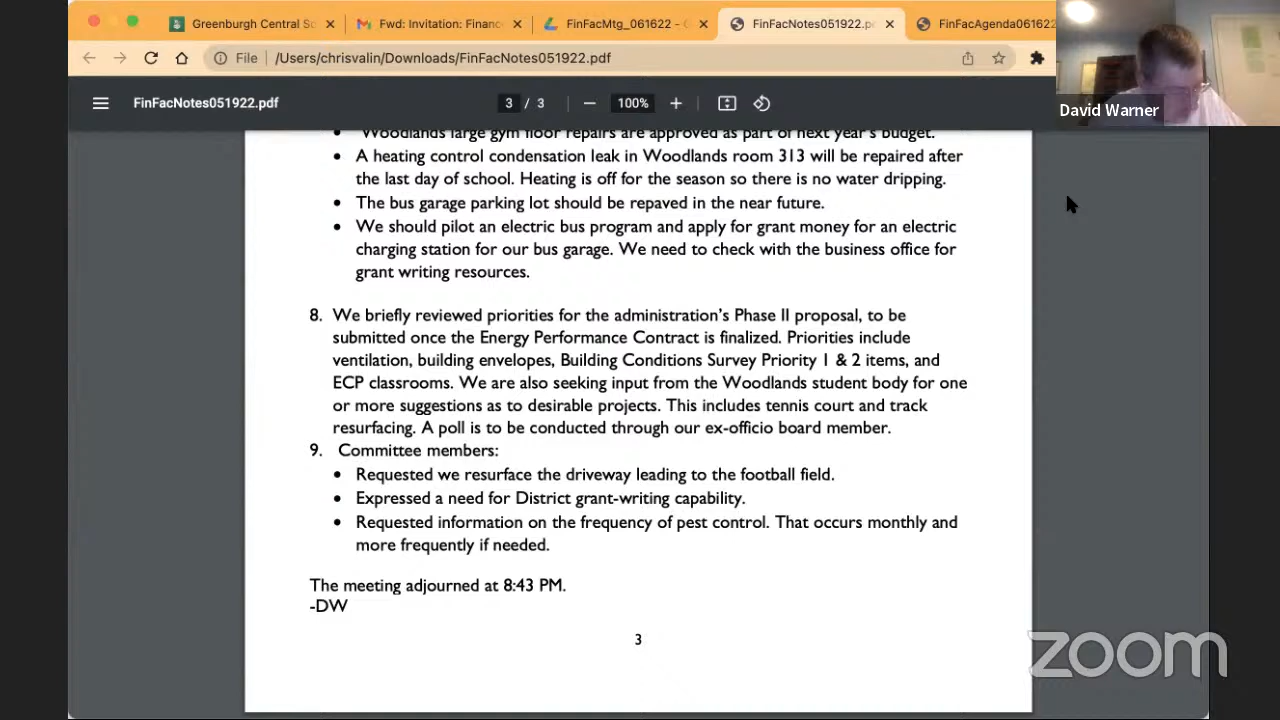 Greenburgh Central Sc
Fwd: Invitation: Financ
FinFacMtg_061622 - G
FinFacNotes051922.pd
FinFacAgenda061622
File /Users/chrisvalin/Downloads/FinFacNotes051922.pdf
FinFacNotes051922.pdf
3 / 3
100%
David Warner
• Woodlands large gym floor repairs are approved as part of next year's budget.
• A heating control condensation leak in Woodlands room 313 will be repaired after
the last day of school. Heating is off for the season so there is no water dripping.
• The bus garage parking lot should be repaved in the near future.
• We should pilot an electric bus program and apply for grant money for an electric
charging station for our bus garage. We need to check with the business office for
grant writing resources.
8. We briefly reviewed priorities for the administration's Phase II proposal, to be
submitted once the Energy Performance Contract is finalized. Priorities include
ventilation, building envelopes, Building Conditions Survey Priority 1 & 2 items, and
ECP classrooms. We are also seeking input from the Woodlands student body for one
or more suggestions as to desirable projects. This includes tennis court and track
resurfacing. A poll is to be conducted through our ex-officio board member.
9. Committee members:
• Requested we resurface the driveway leading to the football field.
• Expressed a need for District grant-writing capability.
• Requested information on the frequency of pest control. That occurs monthly and
more frequently if needed.
The meeting adjourned at 8:43 PM.
-DW
3
zoom